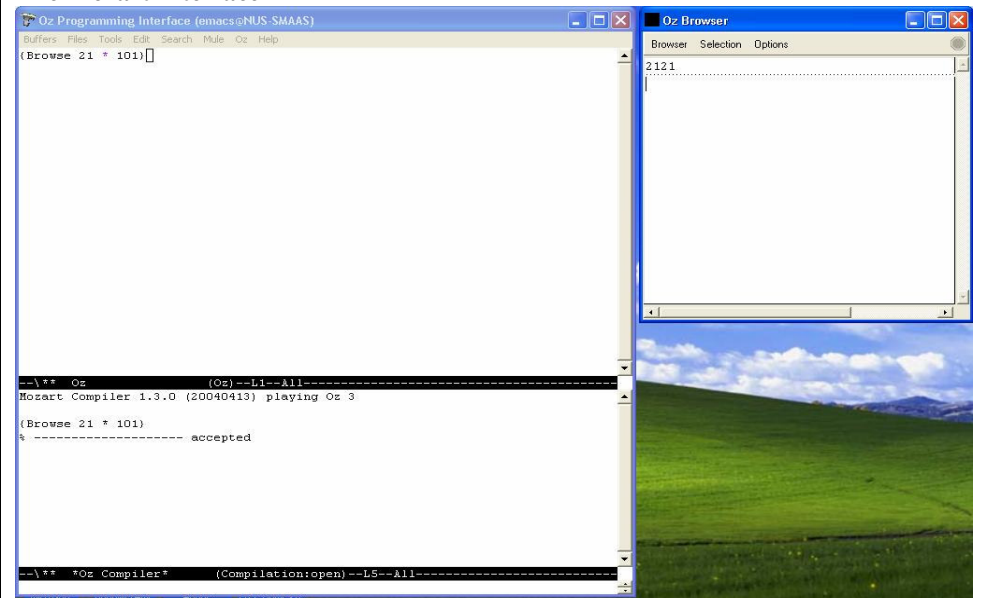 Oz Programming Interface (emacs@NUS-SMAAS)
Buffers Files Tools Edit Search Mule Oz Help
{Browse 21 * 101}
--\** Oz (Oz)--L1--All--------------------------------------------------
Mozart Compiler 1.3.0 (20040413) playing Oz 3
{Browse 21 * 101}
% -------------------- accepted
--\** *Oz Compiler* (Compilation:open)--L5--All---------------------------------
Oz Browser
Browser Selection Options
2121